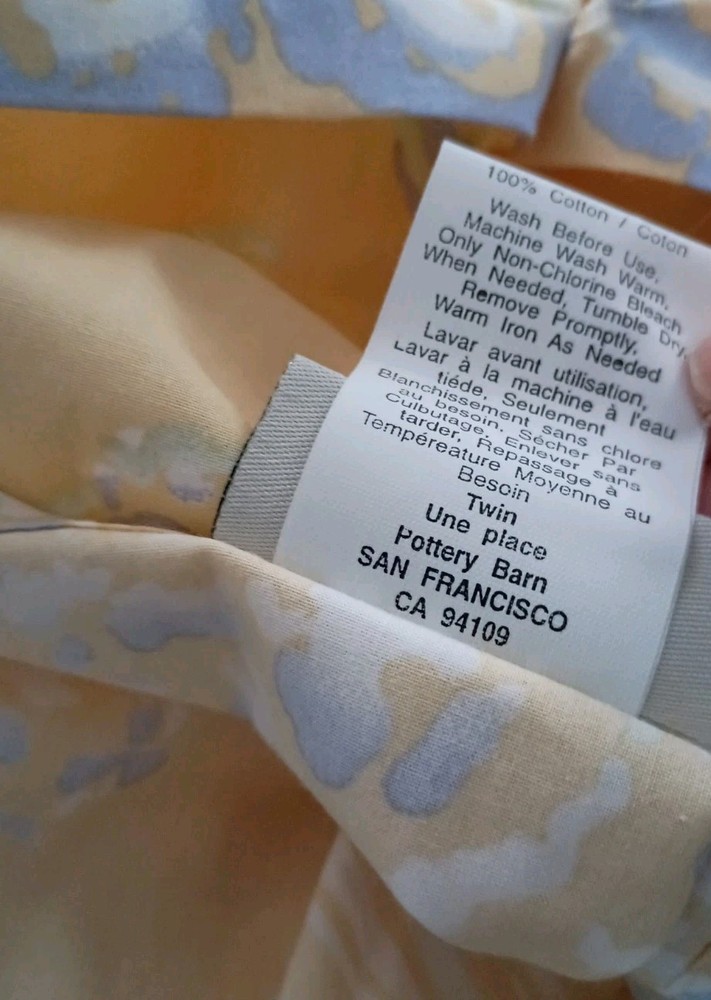 100% Cotton / Coton
Wash Before Use,
Machine Wash Warm,
Only Non-Chlorine Bleach
When Needed, Tumble Dry,
Remove Promptly,
Warm Iron As Needed
Lavar avant utilisation,
Lavar à la machine à l'eau
tiéde, Seulement
Blanchissement sans chlore
au besoin, Sécher Par
Culbutage, Enlever sans
tarder, Repassage à
Tempéreature Moyenne au
Besoin
Twin
Une place
Pottery Barn
SAN FRANCISCO
CA 94109